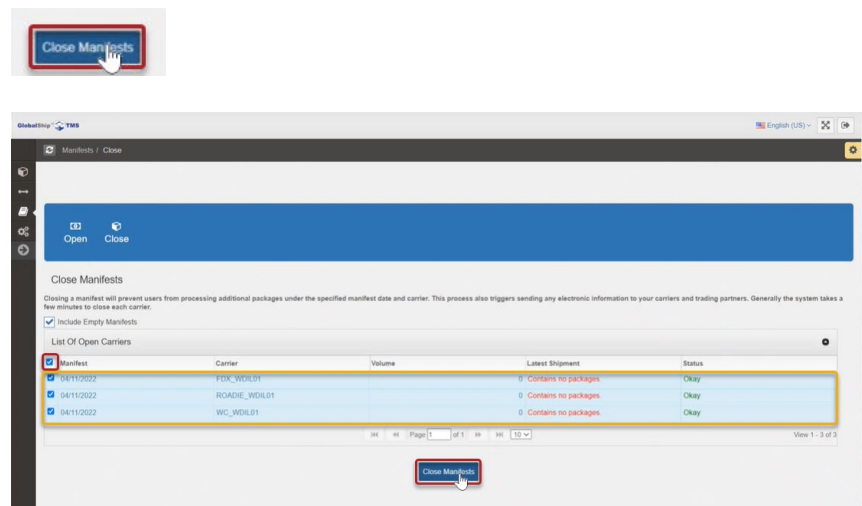 Close Manifests
GlobalShip TMS
English (US)
Manifests / Close
Open Close
Close Manifests
Closing a manifest will prevent users from processing additional packages under the specified manifest date and carrier. This process also triggers sending any electronic information to your carriers and trading partners. Generally the system takes a
few minutes to close each carrier.
Include Empty Manifests
List Of Open Carriers
Manifest Carrier Volume Latest Shipment Status
04/11/2022 FDX_WDIL01 0 Contains no packages. Okay
04/11/2022 ROADIE_WDIL01 0 Contains no packages. Okay
04/11/2022 WC_WDIL01 0 Contains no packages. Okay
Page 1 of 1 10 View 1 - 3 of 3
Close Manifests